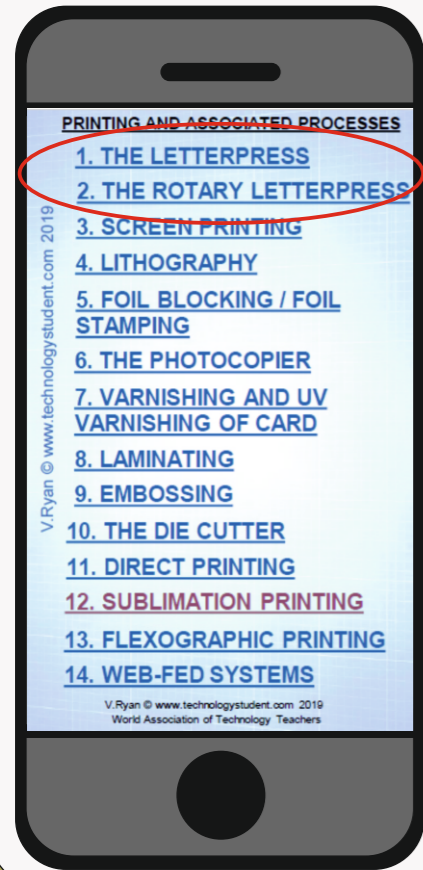 PRINTING AND ASSOCIATED PROCESSES
1. THE LETTERPRESS
2. THE ROTARY LETTERPRESS
3. SCREEN PRINTING
4. LITHOGRAPHY
5. FOIL BLOCKING / FOIL
STAMPING
6. THE PHOTOCOPIER
7. VARNISHING AND UV
VARNISHING OF CARD
8. LAMINATING
9. EMBOSSING
10. THE DIE CUTTER
11. DIRECT PRINTING
12. SUBLIMATION PRINTING
13. FLEXOGRAPHIC PRINTING
14. WEB-FED SYSTEMS
V.Ryan © www.technologystudent.com 2019
World Association of Technology Teachers
V.Ryan © www.technologystudent.com 2019